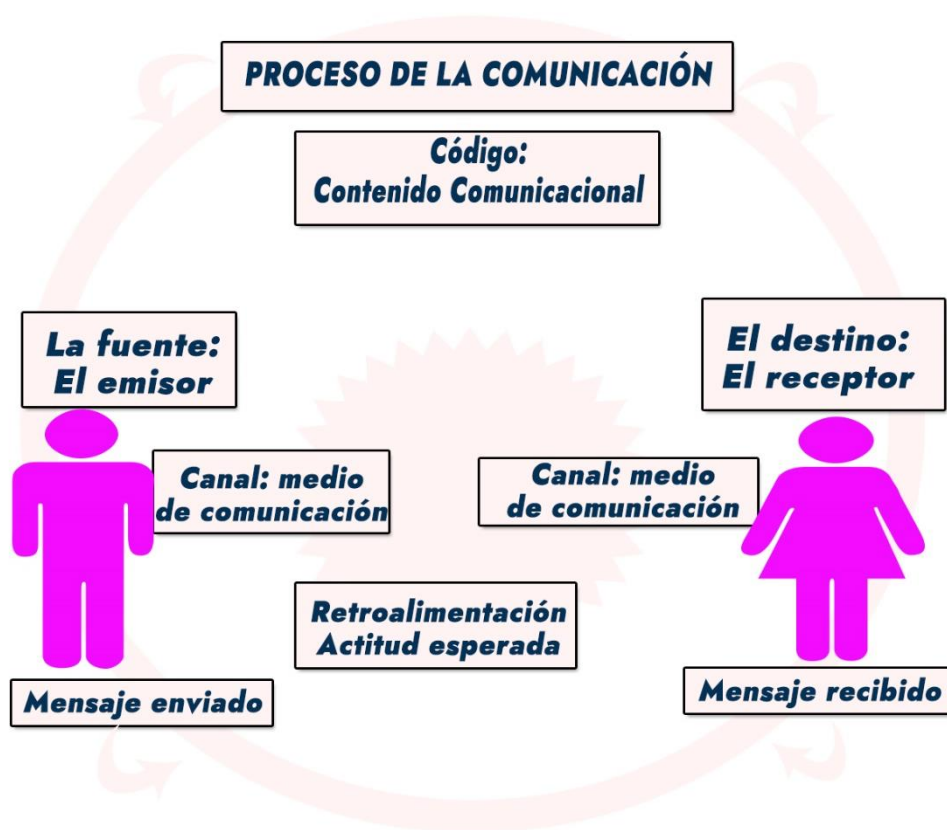 PROCESO DE LA COMUNICACIÓN
Código:
Contenido Comunicacional
La fuente:
El emisor
El destino:
El receptor
Canal: medio
de comunicación
Canal: medio
de comunicación
Retroalimentación
Actitud esperada
Mensaje enviado
Mensaje recibido